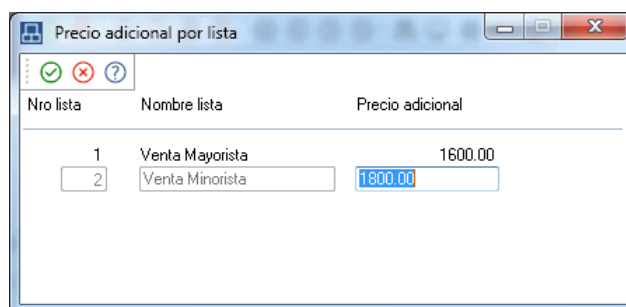 Precio adicional por lista
Nro lista Nombre lista Precio adicional
1 Venta Mayorista 1600.00
2 Venta Minorista 1800.00